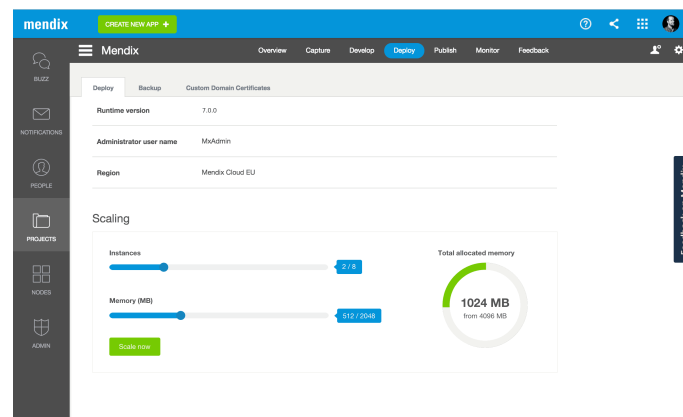 mendix
CREATE NEW APP +
BUZZ
NOTIFICATIONS
PEOPLE
PROJECTS
NODES
ADMIN
Mendix
Overview Capture Develop Deploy Publish Monitor Feedback
Deploy Backup Custom Domain Certificates
Runtime version 7.0.0
Administrator user name MxAdmin
Region Mendix Cloud EU
Scaling
Instances
2 / 8
Memory (MB)
512 / 2048
Scale now
Total allocated memory
1024 MB
from 4096 MB